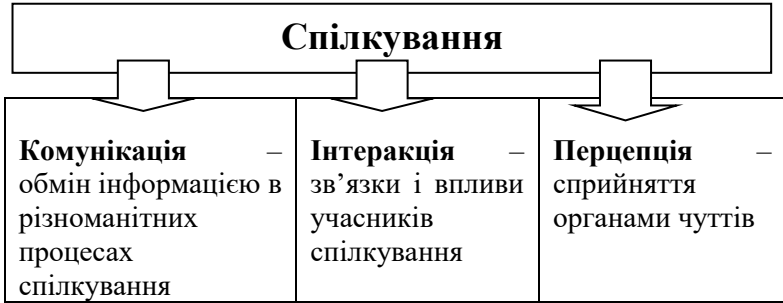 Спілкування
Комунікація –
обмін інформацією в
різноманітних
процесах
спілкування
Інтеракція –
зв’язки і впливи
учасників
спілкування
Перцепція –
сприйняття
органами чуттів